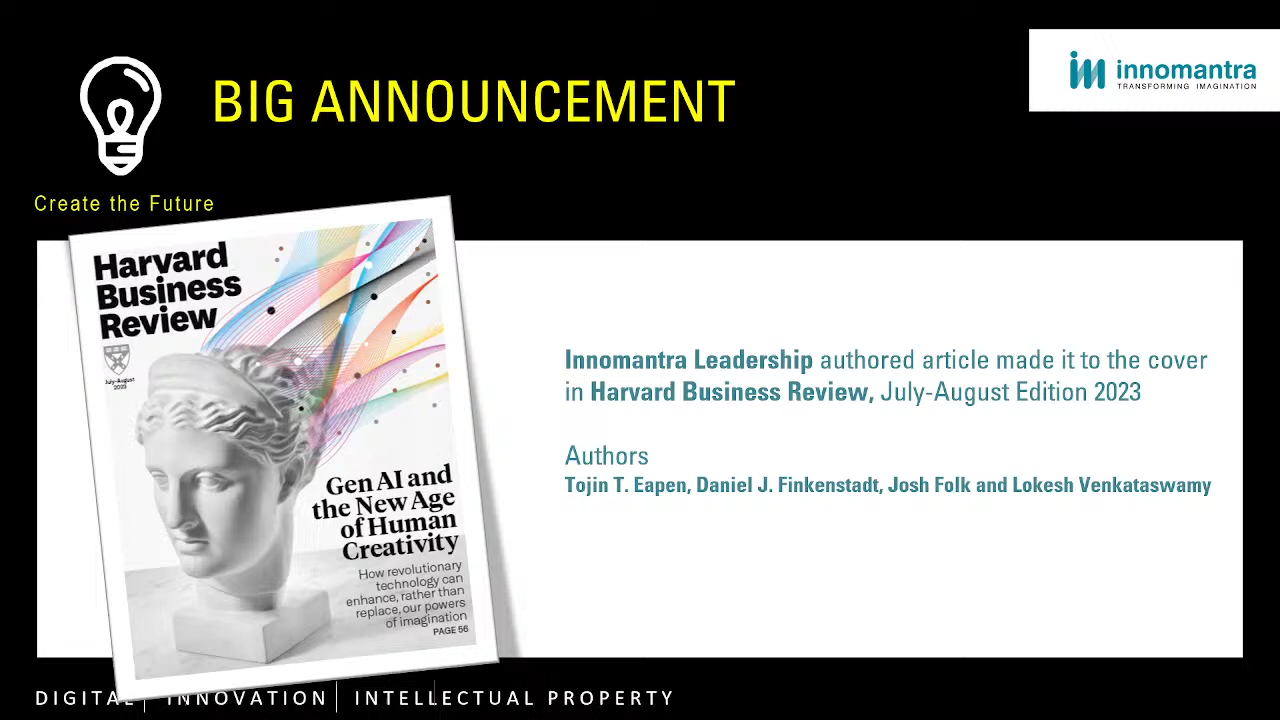 BIG ANNOUNCEMENT
innomantra
TRANSFORMING IMAGINATION
Create the Future
Harvard
Business
Review
July-August
2023
Gen AI and
the New Age
of Human
Creativity
How revolutionary
technology can
enhance, rather than
replace, our powers
of imagination
PAGE 56
Innomantra Leadership authored article made it to the cover
in Harvard Business Review, July-August Edition 2023
Authors
Tojin T. Eapen, Daniel J. Finkenstadt, Josh Folk and Lokesh Venkataswamy
DIGITAL | INNOVATION | INTELLECTUAL PROPERTY